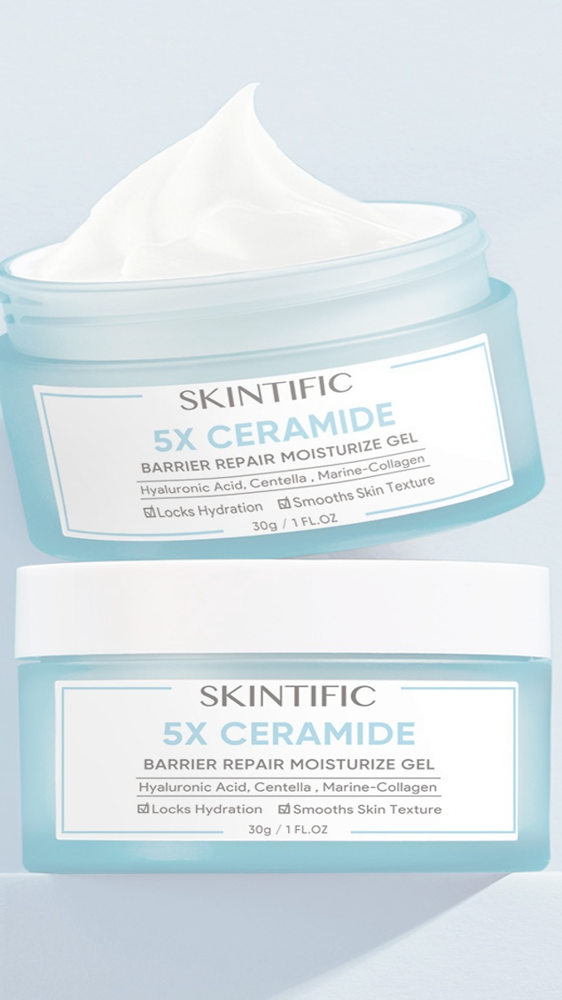 SKINTIFIC
5X CERAMIDE
BARRIER REPAIR MOISTURIZE GEL
Hyaluronic Acid, Centella , Marine-Collagen
☑Locks Hydration ☑Smooths Skin Texture
30g / 1 FL.OZ
SKINTIFIC
5X CERAMIDE
BARRIER REPAIR MOISTURIZE GEL
Hyaluronic Acid, Centella , Marine-Collagen
☑Locks Hydration ☑Smooths Skin Texture
30g / 1 FL.OZ